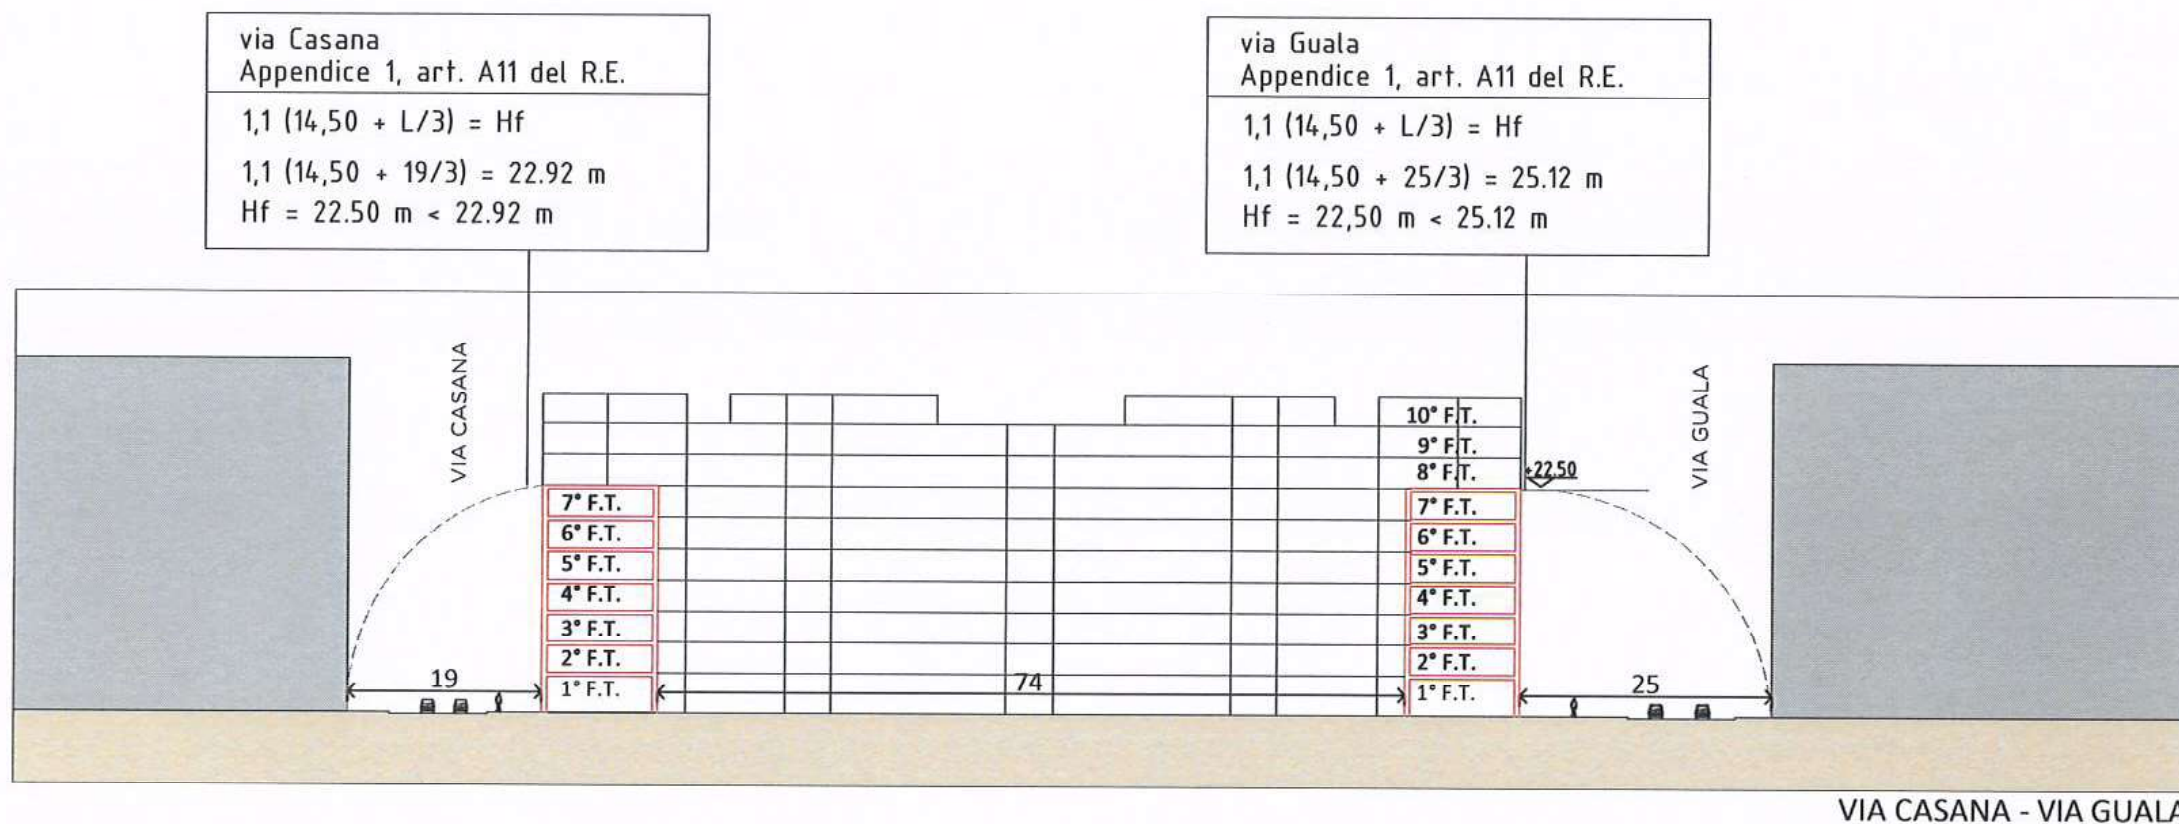 via Casana
Appendice 1, art. A11 del R.E.
1,1 (14,50 + L/3) = Hf
1,1 (14,50 + 19/3) = 22.92 m
Hf = 22.50 m < 22.92 m
via Guala
Appendice 1, art. A11 del R.E.
1,1 (14,50 + L/3) = Hf
1,1 (14,50 + 25/3) = 25.12 m
Hf = 22,50 m < 25.12 m
VIA CASANA
VIA GUALA
10° F.T.
9° F.T.
8° F.T.
+22.50
7° F.T.
6° F.T.
5° F.T.
4° F.T.
3° F.T.
2° F.T.
1° F.T.
7° F.T.
6° F.T.
5° F.T.
4° F.T.
3° F.T.
2° F.T.
1° F.T.
19
74
25
VIA CASANA - VIA GUALA